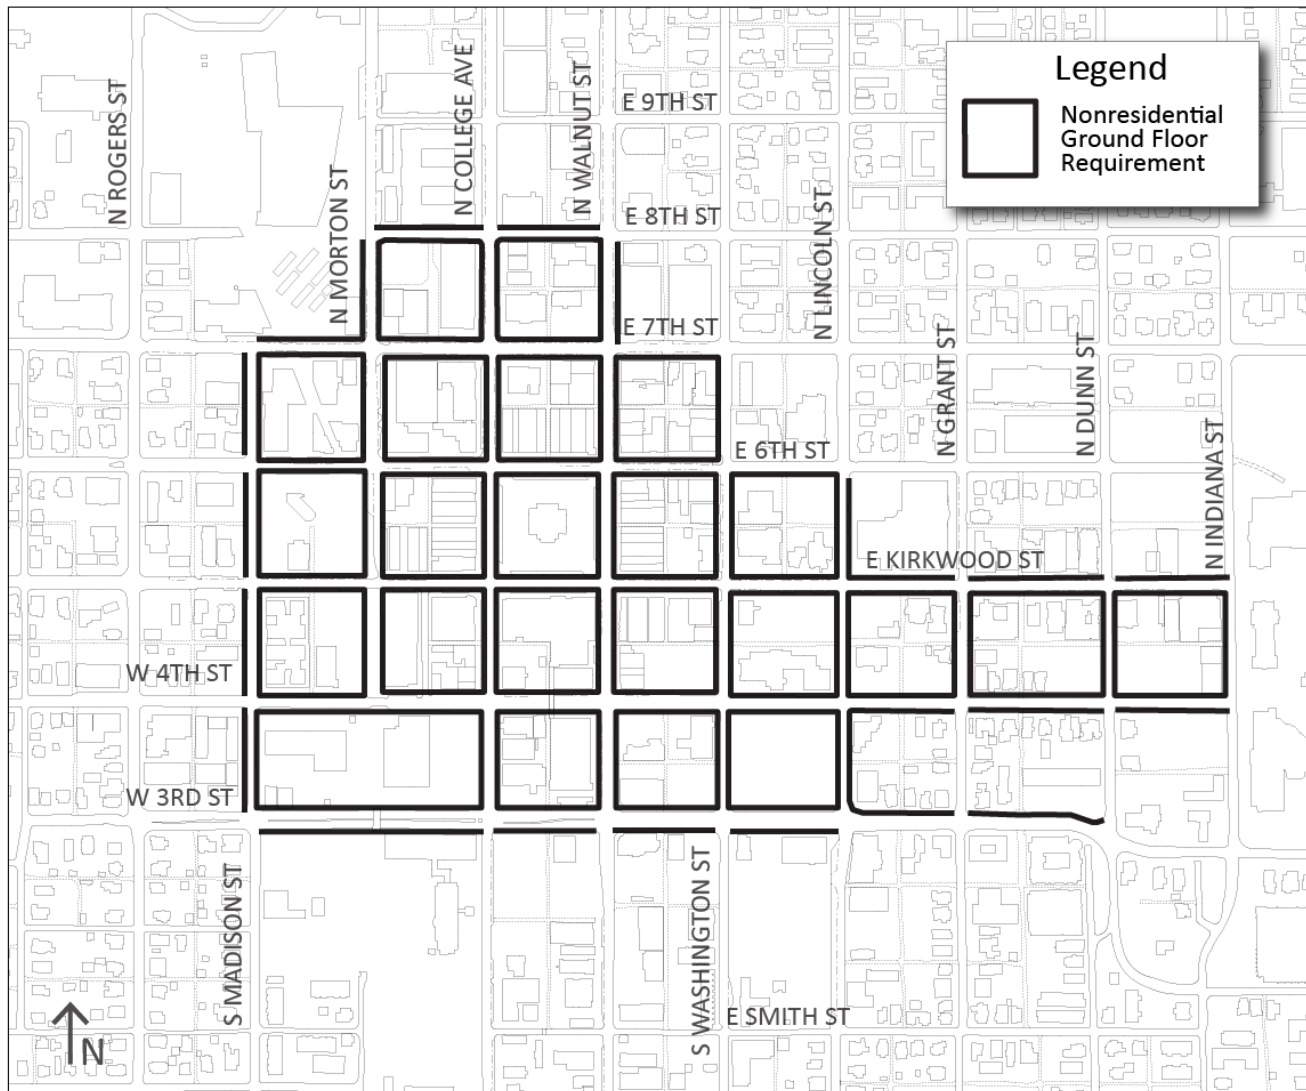 Legend
Nonresidential
Ground Floor
Requirement
N ROGERS ST
N MORTON ST
N COLLEGE AVE
N WALNUT ST
E 9TH ST
E 8TH ST
E 7TH ST
N LINCOLN ST
N GRANT ST
N DUNN ST
N INDIANA ST
E 6TH ST
E KIRKWOOD ST
W 4TH ST
W 3RD ST
S MADISON ST
S WASHINGTON ST
E SMITH ST
N